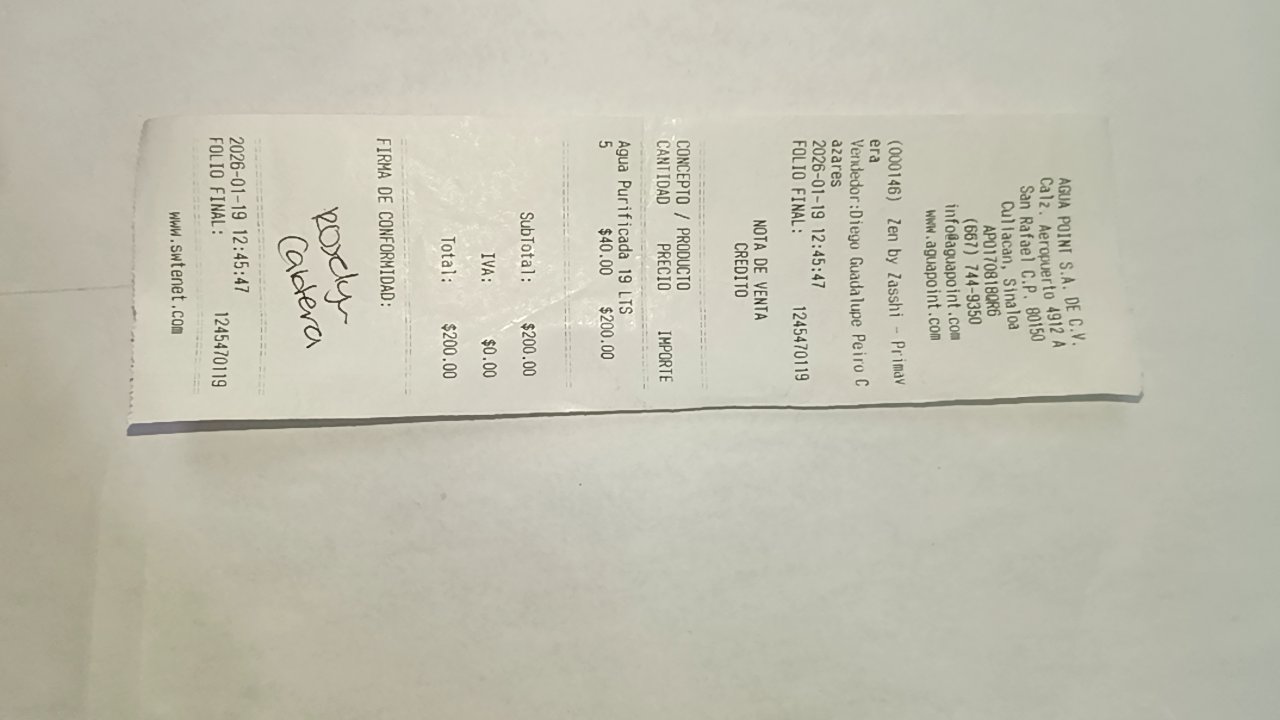 AGUA POINT S.A. DE C.V.
Calz. Aeropuerto 4912 A
San Rafael C.P. 80150
Culiacan, Sinaloa
APO170818QR6
(667) 744-9350
info@aguapoint.com
www.aguapoint.com
(000146) Zen by Zasshi - Primav
era
Vendedor:Diego Guadalupe Peiro C
azares
2026-01-19 12:45:47
FOLIO FINAL: 1245470119
NOTA DE VENTA
CREDITO
CONCEPTO / PRODUCTO
CANTIDAD PRECIO IMPORTE
Agua Purificada 19 LTS
5 $40.00 $200.00
SubTotal: $200.00
IVA: $0.00
Total: $200.00
FIRMA DE CONFORMIDAD:
Rochy
Caldera
2026-01-19 12:45:47
FOLIO FINAL: 1245470119
www.swtenet.com